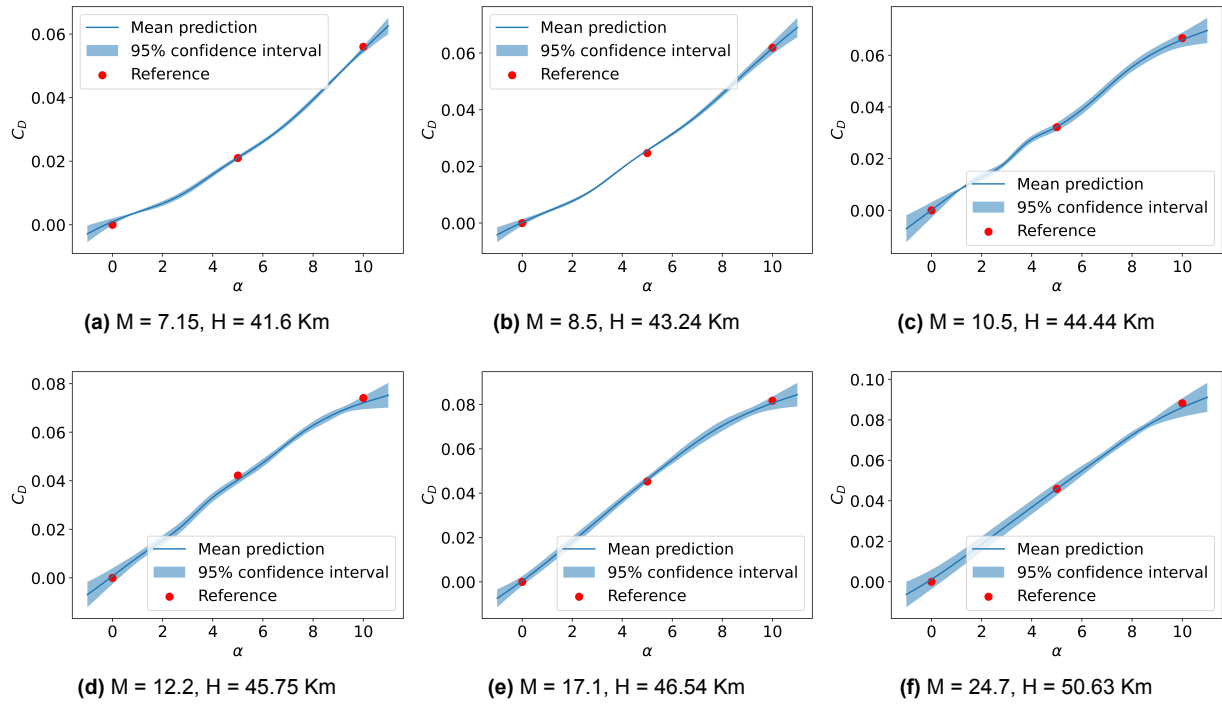 Mean prediction
95% confidence interval
Reference
C_D
0.06
0.04
0.02
0.00
0 2 4 6 8 10
α
(a) M = 7.15, H = 41.6 Km
Mean prediction
95% confidence interval
Reference
C_D
0.06
0.04
0.02
0.00
0 2 4 6 8 10
α
(b) M = 8.5, H = 43.24 Km
C_D
0.10
0.08
0.06
0.04
0.02
0.00
Mean prediction
95% confidence interval
Reference
0 2 4 6 8 10
α
(c) M = 10.5, H = 44.44 Km
C_D
0.08
0.06
0.04
0.02
0.00
Mean prediction
95% confidence interval
Reference
0 2 4 6 8 10
α
(d) M = 12.2, H = 45.75 Km
C_D
0.08
0.06
0.04
0.02
0.00
Mean prediction
95% confidence interval
Reference
0 2 4 6 8 10
α
(e) M = 17.1, H = 46.54 Km
C_D
0.10
0.08
0.06
0.04
0.02
0.00
Mean prediction
95% confidence interval
Reference
0 2 4 6 8 10
α
(f) M = 24.7, H = 50.63 Km